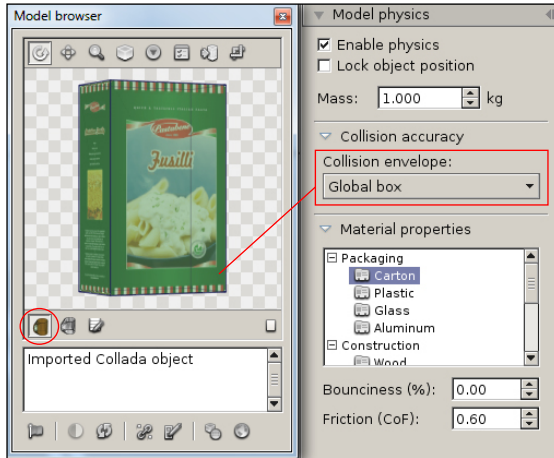 Model browser
Fusilli
Imported Collada object
Model physics
Enable physics
Lock object position
Mass: 1.000 kg
Collision accuracy
Collision envelope:
Global box
Material properties
Packaging
Carton
Plastic
Glass
Aluminum
Construction
Wood
Bounciness (%): 0.00
Friction (CoF): 0.60